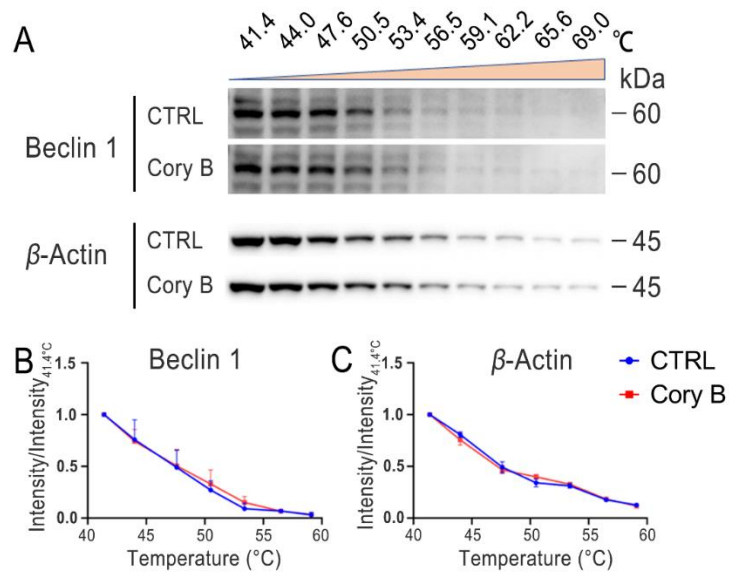 A
41.4 44.0 47.6 50.5 53.4 56.5 59.1 62.2 65.6 69.0 ℃
kDa
Beclin 1
CTRL
60
Cory B
60
β-Actin
CTRL
45
Cory B
45
B
Beclin 1
Intensity/Intensity41.4°C
1.5
1.0
0.5
0.0
40 45 50 55 60
Temperature (°C)
C
β-Actin
Intensity/Intensity41.4°C
1.5
1.0
0.5
0.0
40 45 50 55 60
Temperature (°C)
CTRL
Cory B